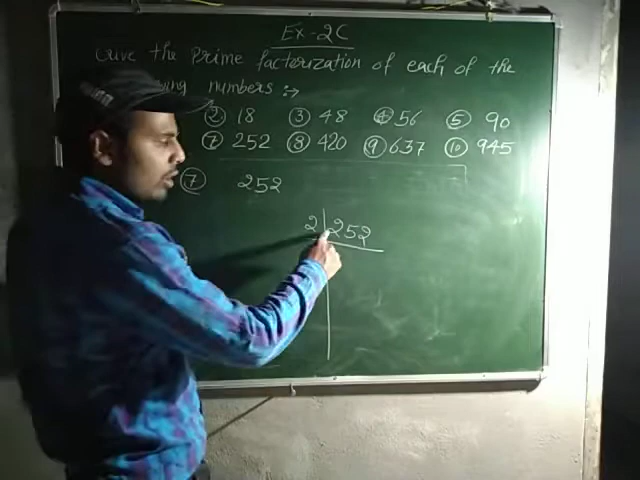 Ex-2C
Give the Prime factorization of each of the
numbers :→
② 18 ③ 48 ④ 56 ⑤ 90
⑦ 252 ⑧ 420 ⑨ 637 ⑩ 945
⑦ 252
2 252